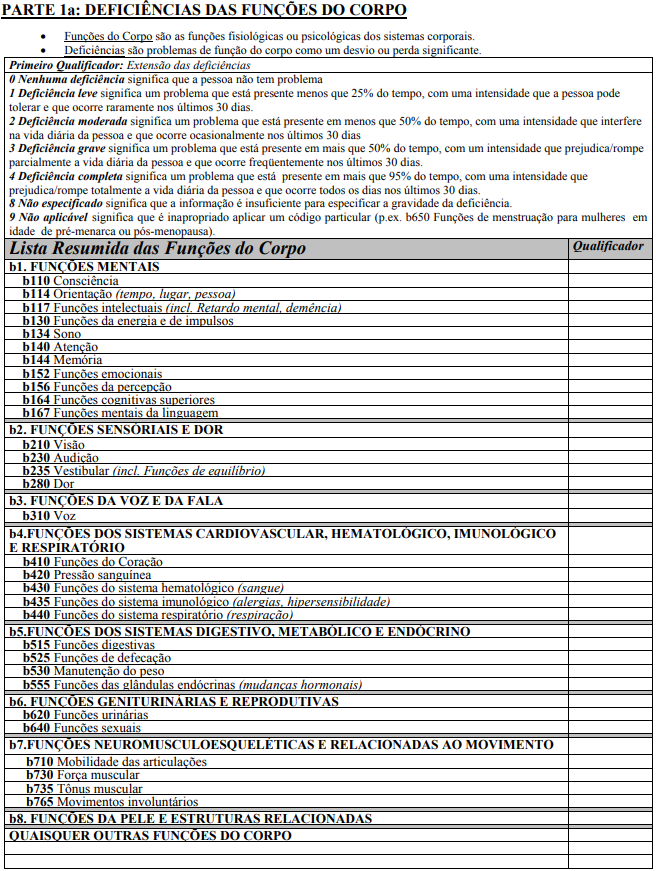 PARTE 1a: DEFICIÊNCIAS DAS FUNÇÕES DO CORPO
• Funções do Corpo são as funções fisiológicas ou psicológicas dos sistemas corporais.
• Deficiências são problemas de função do corpo como um desvio ou perda significante.
Primeiro Qualificador: Extensão das deficiências
0 Nenhuma deficiência significa que a pessoa não tem problema
1 Deficiência leve significa um problema que está presente menos que 25% do tempo, com uma intensidade que a pessoa pode
tolerar e que ocorre raramente nos últimos 30 dias.
2 Deficiência moderada significa um problema que está presente em menos que 50% do tempo, com uma intensidade que interfere
na vida diária da pessoa e que ocorre ocasionalmente nos últimos 30 dias
3 Deficiência grave significa um problema que está presente em mais que 50% do tempo, com um intensidade que prejudica/rompe
parcialmente a vida diária da pessoa e que ocorre freqüentemente nos últimos 30 dias.
4 Deficiência completa significa um problema que está presente em mais que 95% do tempo, com uma intensidade que
prejudica/rompe totalmente a vida diária da pessoa e que ocorre todos os dias nos últimos 30 dias.
8 Não especificado significa que a informação é insuficiente para especificar a gravidade da deficiência.
9 Não aplicável significa que é inapropriado aplicar um código particular (p.ex. b650 Funções de menstruação para mulheres em
idade de pré-menarca ou pós-menopausa).
Lista Resumida das Funções do Corpo Qualificador
b1. FUNÇÕES MENTAIS
b110 Consciência
b114 Orientação (tempo, lugar, pessoa)
b117 Funções intelectuais (incl. Retardo mental, demência)
b130 Funções da energia e de impulsos
b134 Sono
b140 Atenção
b144 Memória
b152 Funções emocionais
b156 Funções da percepção
b164 Funções cognitivas superiores
b167 Funções mentais da linguagem
b2. FUNÇÕES SENSÓRIAIS E DOR
b210 Visão
b230 Audição
b235 Vestibular (incl. Funções de equilíbrio)
b280 Dor
b3. FUNÇÕES DA VOZ E DA FALA
b310 Voz
b4.FUNÇÕES DOS SISTEMAS CARDIOVASCULAR, HEMATOLÓGICO, IMUNOLÓGICO
E RESPIRATÓRIO
b410 Funções do Coração
b420 Pressão sanguínea
b430 Funções do sistema hematológico (sangue)
b435 Funções do sistema imunológico (alergias, hipersensibilidade)
b440 Funções do sistema respiratório (respiração)
b5.FUNÇÕES DOS SISTEMAS DIGESTIVO, METABÓLICO E ENDÓCRINO
b515 Funções digestivas
b525 Funções de defecação
b530 Manutenção do peso
b555 Funções das glândulas endócrinas (mudanças hormonais)
b6. FUNÇÕES GENITURINÁRIAS E REPRODUTIVAS
b620 Funções urinárias
b640 Funções sexuais
b7.FUNÇÕES NEUROMUSCULOESQUELÉTICAS E RELACIONADAS AO MOVIMENTO
b710 Mobilidade das articulações
b730 Força muscular
b735 Tônus muscular
b765 Movimentos involuntários
b8. FUNÇÕES DA PELE E ESTRUTURAS RELACIONADAS
QUAISQUER OUTRAS FUNÇÕES DO CORPO